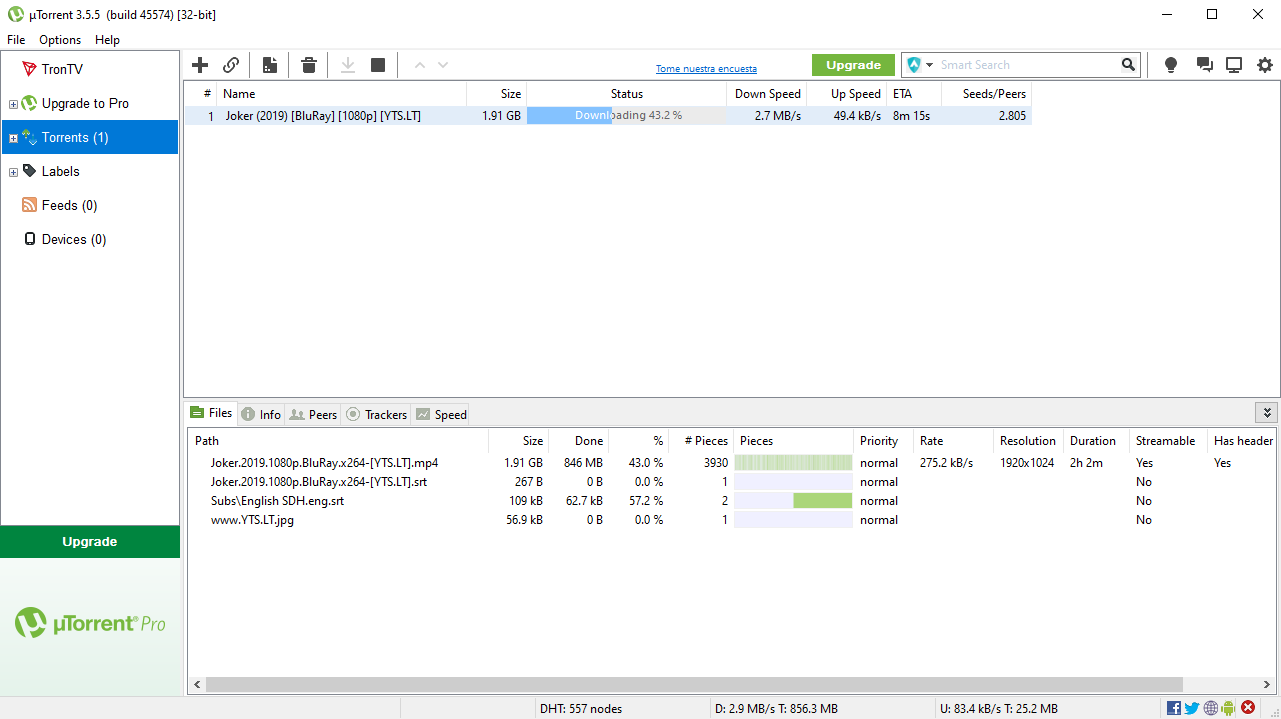 µTorrent 3.5.5 (build 45574) [32-bit]
File Options Help
TronTV
Upgrade to Pro
Torrents (1)
Labels
Feeds (0)
Devices (0)
Upgrade
µTorrent® Pro
Tome nuestra encuesta
Upgrade
Smart Search
# Name Size Status Down Speed Up Speed ETA Seeds/Peers
1 Joker (2019) [BluRay] [1080p] [YTS.LT] 1.91 GB Downloading 43.2 % 2.7 MB/s 49.4 kB/s 8m 15s 2.805
Files Info Peers Trackers Speed
Path Size Done % # Pieces Pieces Priority Rate Resolution Duration Streamable Has header
Joker.2019.1080p.BluRay.x264-[YTS.LT].mp4 1.91 GB 846 MB 43.0 % 3930 normal 275.2 kB/s 1920x1024 2h 2m Yes Yes
Joker.2019.1080p.BluRay.x264-[YTS.LT].srt 267 B 0 B 0.0 % 1 normal No
Subs\English SDH.eng.srt 109 kB 62.7 kB 57.2 % 2 normal No
www.YTS.LT.jpg 56.9 kB 0 B 0.0 % 1 normal No
DHT: 557 nodes D: 2.9 MB/s T: 856.3 MB U: 83.4 kB/s T: 25.2 MB